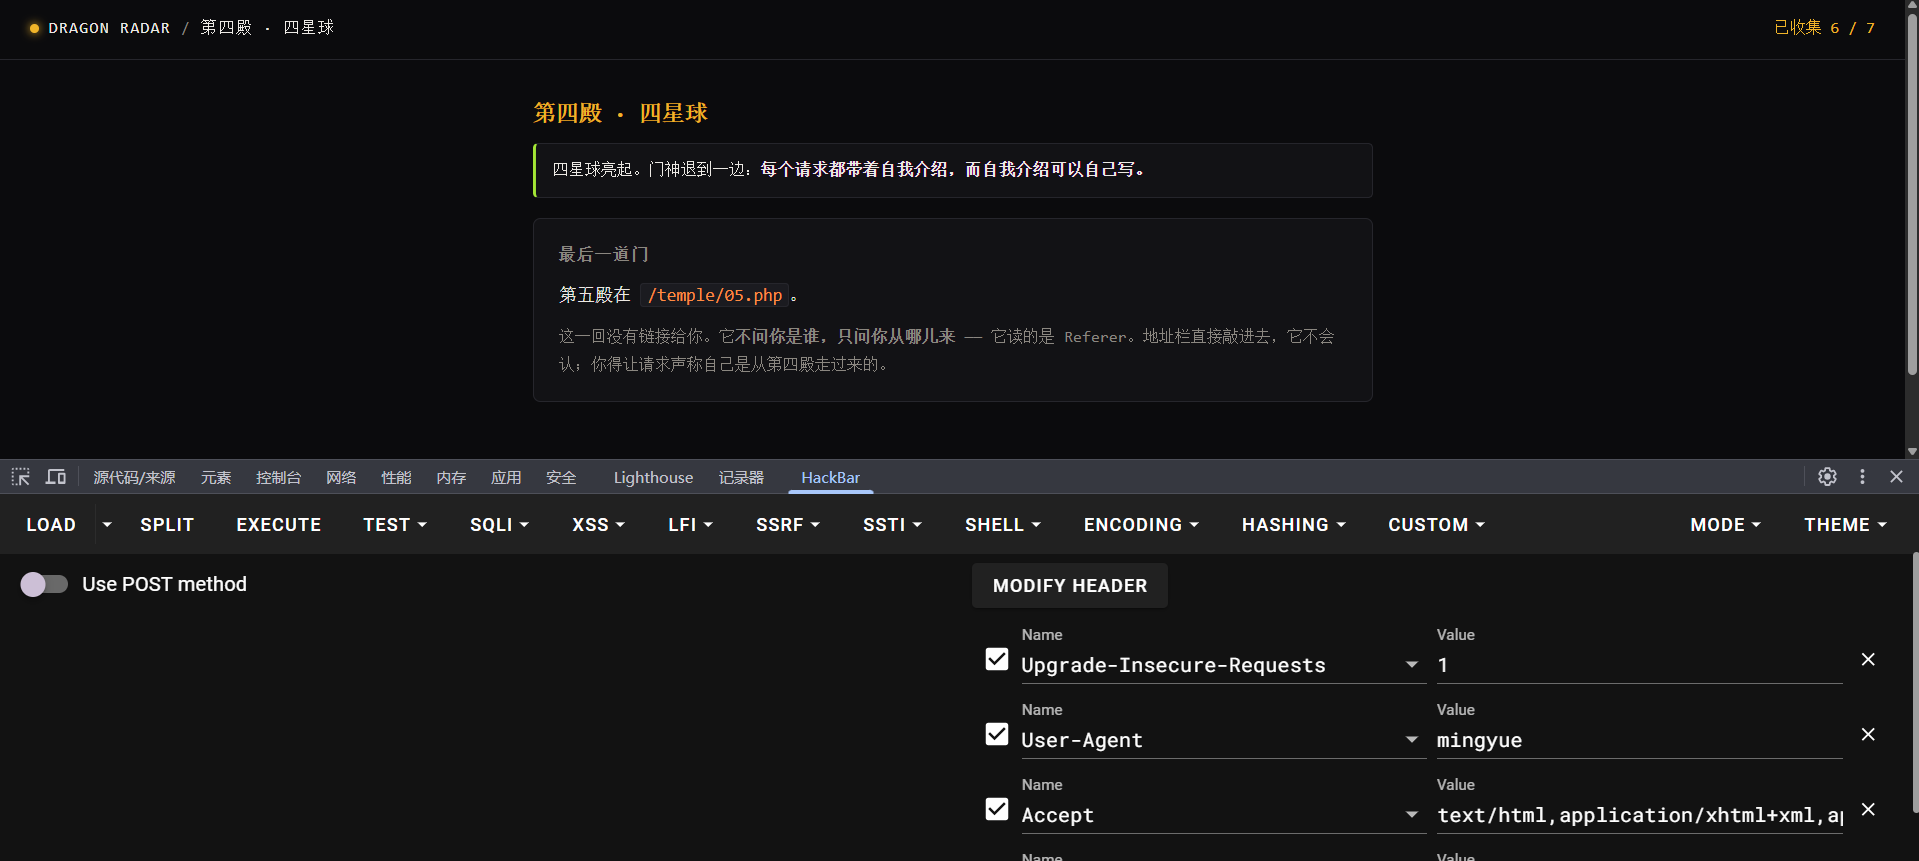 DRAGON RADAR / 第四殿 · 四星球
已收集 6 / 7
第四殿 · 四星球
四星球亮起。门神退到一边：每个请求都带着自我介绍，而自我介绍可以自己写。
最后一道门
第五殿在 /temple/05.php。
这一回没有链接给你。它不问你是谁，只问你从哪儿来 —— 它读的是 Referer。地址栏直接敲进去，它不会
认；你得让请求声称自己是从第四殿走过来的。
源代码/来源 元素 控制台 网络 性能 内存 应用 安全 Lighthouse 记录器 HackBar
LOAD SPLIT EXECUTE TEST SQLI XSS LFI SSRF SSTI SHELL ENCODING HASHING CUSTOM MODE THEME
Use POST method
MODIFY HEADER
Name Value
Upgrade-Insecure-Requests 1
Name Value
User-Agent mingyue
Name Value
Accept text/html,application/xhtml+xml,ap
Name Value